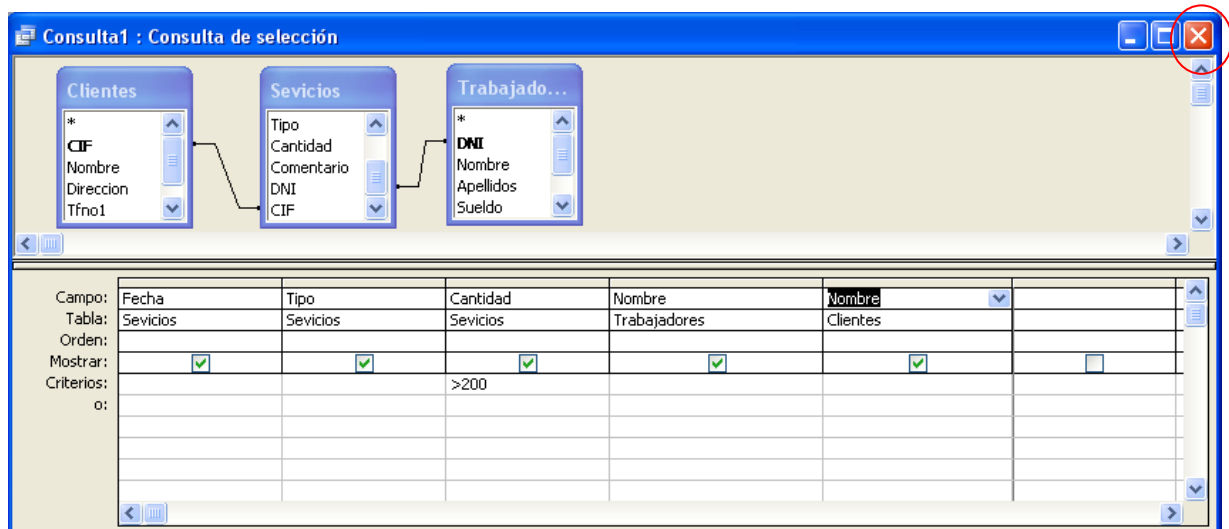 Consulta1 : Consulta de selección
Clientes
*
CIF
Nombre
Direccion
Tfno1
Sevicios
Tipo
Cantidad
Comentario
DNI
CIF
Trabajado...
*
DNI
Nombre
Apellidos
Sueldo
Campo: Fecha Tipo Cantidad Nombre Nombre
Tabla: Sevicios Sevicios Sevicios Trabajadores Clientes
Orden:
Mostrar:
Criterios: >200
o: